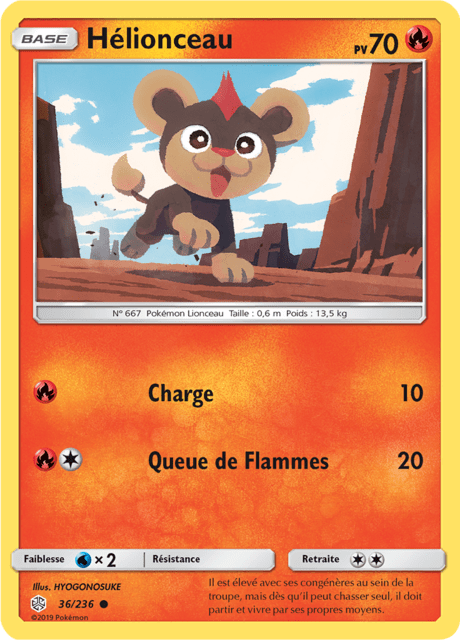 BASE Hélionceau PV70
N° 667 Pokémon Lionceau Taille : 0,6 m Poids : 13,5 kg
Charge 10
Queue de Flammes 20
Faiblesse ×2 Résistance Retraite
Illus. HYOGONOSUKE
36/236
©2019 Pokémon
Il est élevé avec ses congénères au sein de la
troupe, mais dès qu'il peut chasser seul, il doit
partir et vivre par ses propres moyens.